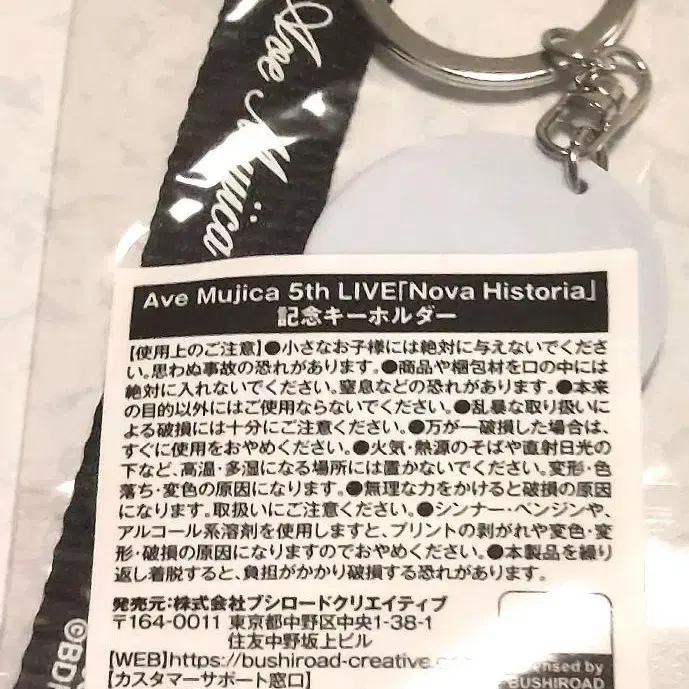 Ave Mujica
Ave Mujica 5th LIVE「Nova Historia」
記念キーホルダー
【使用上のご注意】●小さなお子様には絶対に与えないでくださ
い。思わぬ事故の恐れがあります。●商品や梱包材を口の中には
絶対に入れないでください。窒息などの恐れがあります。●本来
の目的以外にはご使用ならないでください。●乱暴な取り扱いに
よる破損には十分にご注意ください。●万が一破損した場合は、
すぐに使用をおやめください。●火気・熱源のそばや直射日光の
下など、高温・多湿になる場所には置かないでください。変形・色
落ち・変色の原因になります。●無理な力をかけると破損の原因
になります。取扱いにご注意ください。●シンナー・ベンジンや、
アルコール系溶剤を使用しますと、プリントの剥がれや変色・変
形・破損の原因になりますのでおやめください。●本製品を繰り
返し着脱すると、負担がかかり破損する恐れがあります。
発売元:株式会社ブシロードクリエイティブ
〒164-0011 東京都中野区中央1-38-1
住友中野坂上ビル
【WEB】https://bushiroad-creative.
【カスタマーサポート窓口】
©BD
ensed by
BUSHIROAD